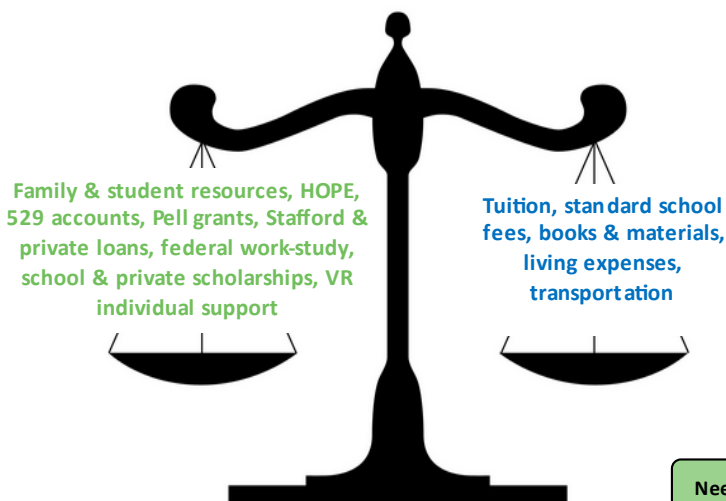 Family & student resources, HOPE,
529 accounts, Pell grants, Stafford &
private loans, federal work-study,
school & private scholarships, VR
individual support
Tuition, standard school
fees, books & materials,
living expenses,
transportation